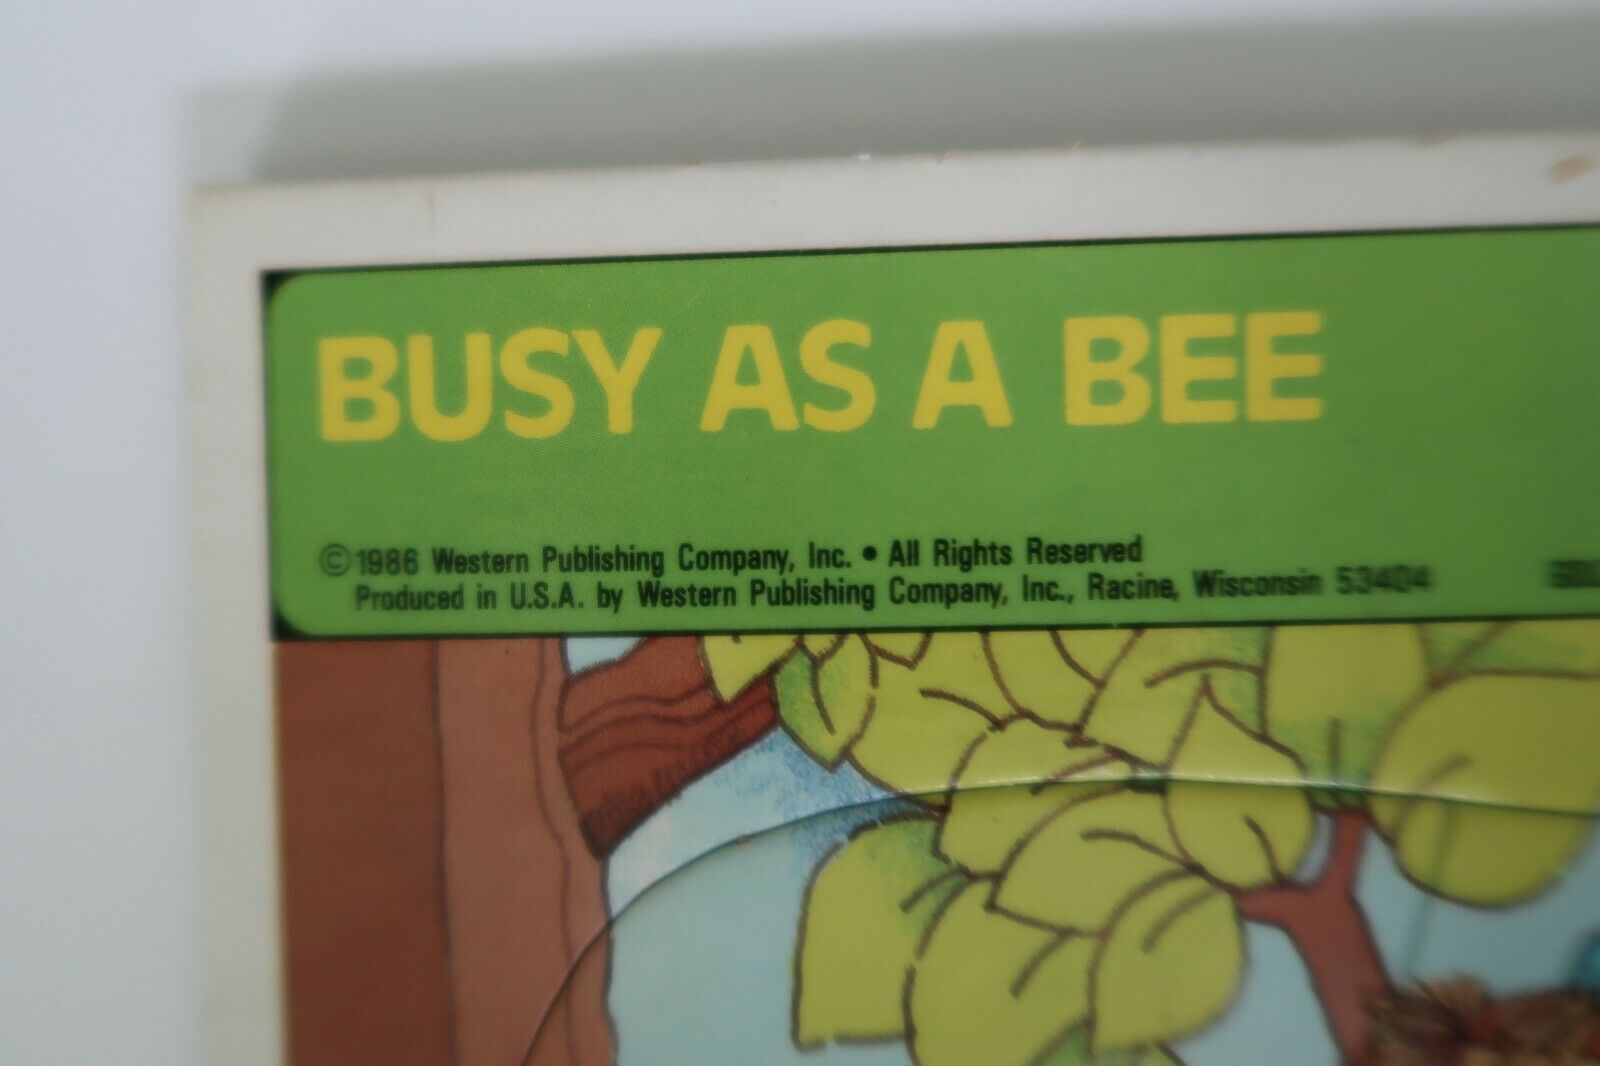 BUSY AS A BEE
© 1986 Western Publishing Company, Inc. • All Rights Reserved
Produced in U.S.A. by Western Publishing Company, Inc., Racine, Wisconsin 53404